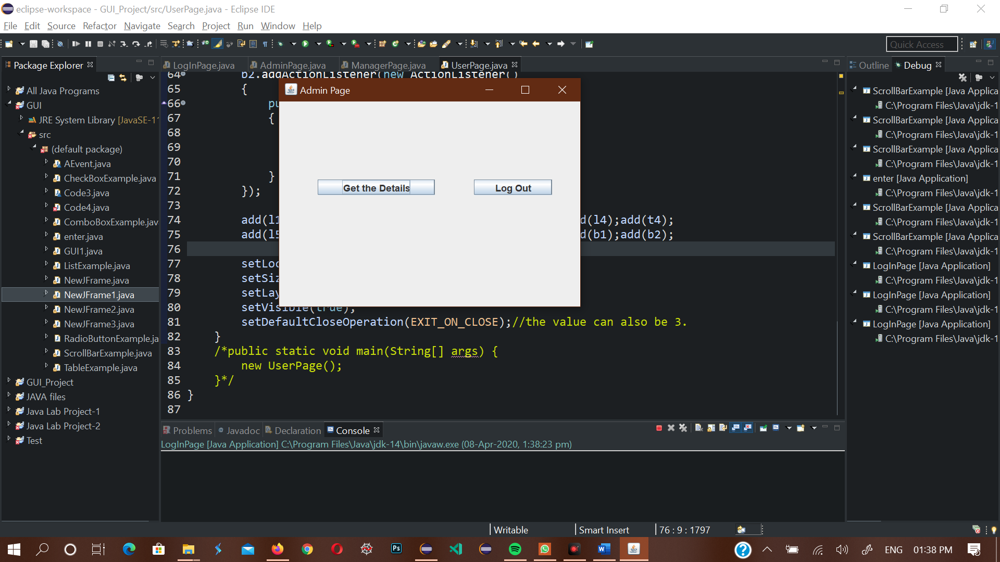 eclipse-workspace - GUI_Project/src/UserPage.java - Eclipse IDE
File Edit Source Refactor Navigate Search Project Run Window Help
Quick Access
Package Explorer
LogInPage.java AdminPage.java ManagerPage.java UserPage.java
Outline Debug
All Java Programs
GUI
JRE System Library [JavaSE-11
src
(default package)
AEvent.java
CheckBoxExample.java
Code3.java
Code4.java
ComboBoxExample.jav
enter.java
GUI1.java
ListExample.java
NewJFrame.java
NewJFrame1.java
NewJFrame2.java
NewJFrame3.java
RadioButtonExample.ja
ScrollBarExample.java
TableExample.java
GUI_Project
JAVA files
Java Lab Project-1
Java Lab Project-2
Test
64 b2.addActionListener(new ActionListener()
65 {
66 pu
67 {
68
69
70
71 }
72 });
73
74 add(l1 d(l4);add(t4);
75 add(l5 d(b1);add(b2);
76
77 setLoc
78 setSiz
79 setLay
80 setVisible(true);
81 setDefaultCloseOperation(EXIT_ON_CLOSE);//the value can also be 3.
82 }
83 /*public static void main(String[] args) {
84 new UserPage();
85 }*/
86 }
87
Admin Page
Get the Details Log Out
ScrollBarExample [Java Applica
C:\Program Files\Java\jdk-1
ScrollBarExample [Java Applica
C:\Program Files\Java\jdk-1
ScrollBarExample [Java Applica
C:\Program Files\Java\jdk-1
enter [Java Application]
C:\Program Files\Java\jdk-1
ScrollBarExample [Java Applica
C:\Program Files\Java\jdk-1
ScrollBarExample [Java Applica
C:\Program Files\Java\jdk-1
LogInPage [Java Application]
C:\Program Files\Java\jdk-1
LogInPage [Java Application]
C:\Program Files\Java\jdk-1
LogInPage [Java Application]
C:\Program Files\Java\jdk-1
Problems Javadoc Declaration Console
LogInPage [Java Application] C:\Program Files\Java\jdk-14\bin\javaw.exe (08-Apr-2020, 1:38:23 pm)
Writable Smart Insert 76 : 9 : 1797
Ps
ENG 01:38 PM